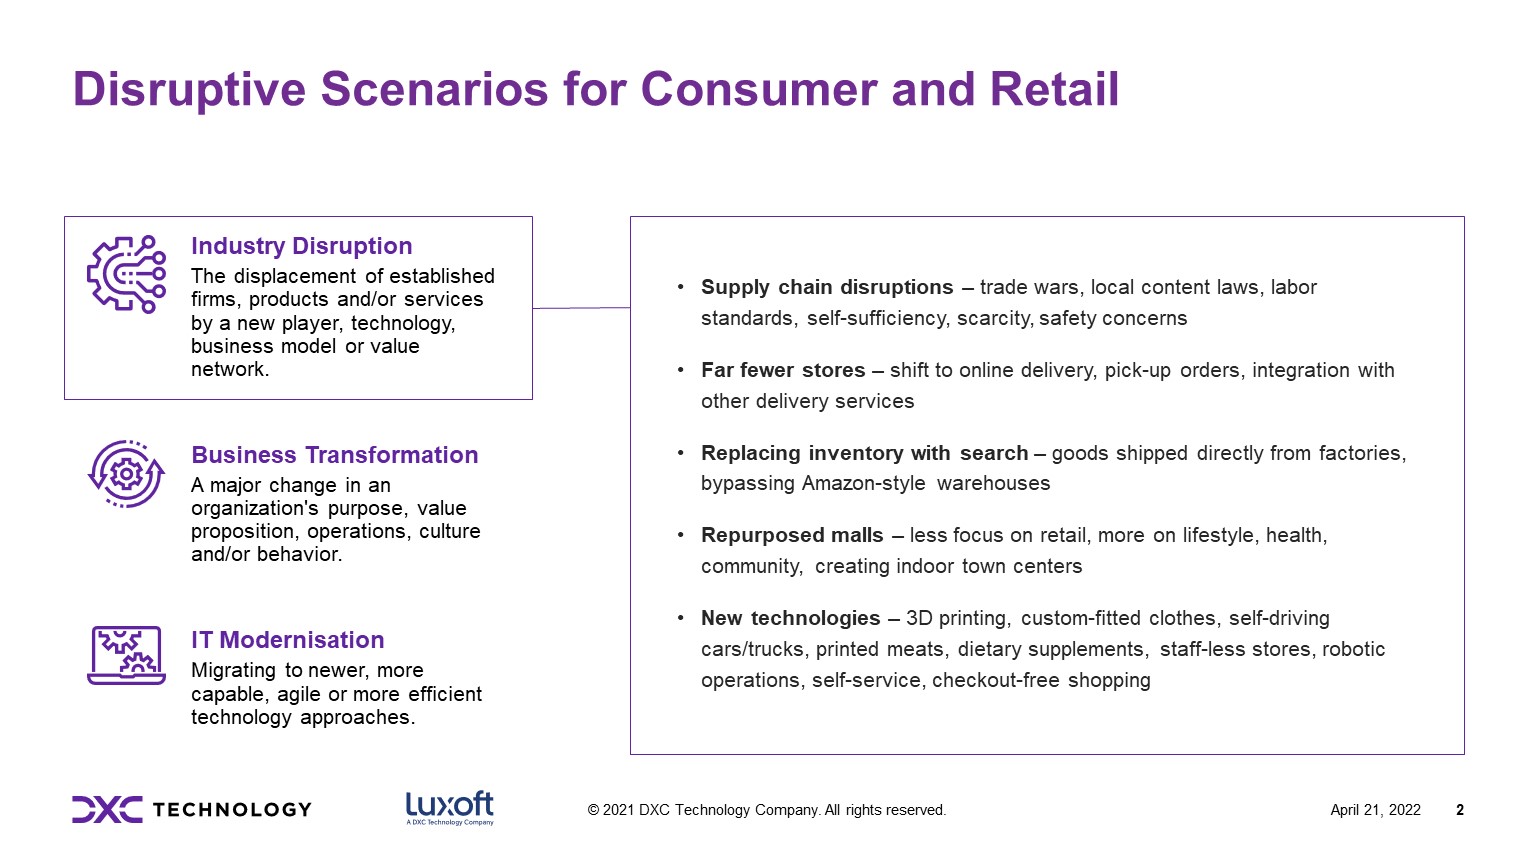 Disruptive Scenarios for Consumer and Retail
Industry Disruption
The displacement of established
firms, products and/or services
by a new player, technology,
business model or value
network.
Business Transformation
A major change in an
organization's purpose, value
proposition, operations, culture
and/or behavior.
IT Modernisation
Migrating to newer, more
capable, agile or more efficient
technology approaches.
• Supply chain disruptions – trade wars, local content laws, labor
standards, self-sufficiency, scarcity, safety concerns
• Far fewer stores – shift to online delivery, pick-up orders, integration with
other delivery services
• Replacing inventory with search – goods shipped directly from factories,
bypassing Amazon-style warehouses
• Repurposed malls – less focus on retail, more on lifestyle, health,
community, creating indoor town centers
• New technologies – 3D printing, custom-fitted clothes, self-driving
cars/trucks, printed meats, dietary supplements, staff-less stores, robotic
operations, self-service, checkout-free shopping
DXC TECHNOLOGY
Luxoft
A DXC Technology Company
© 2021 DXC Technology Company. All rights reserved.
April 21, 2022
2